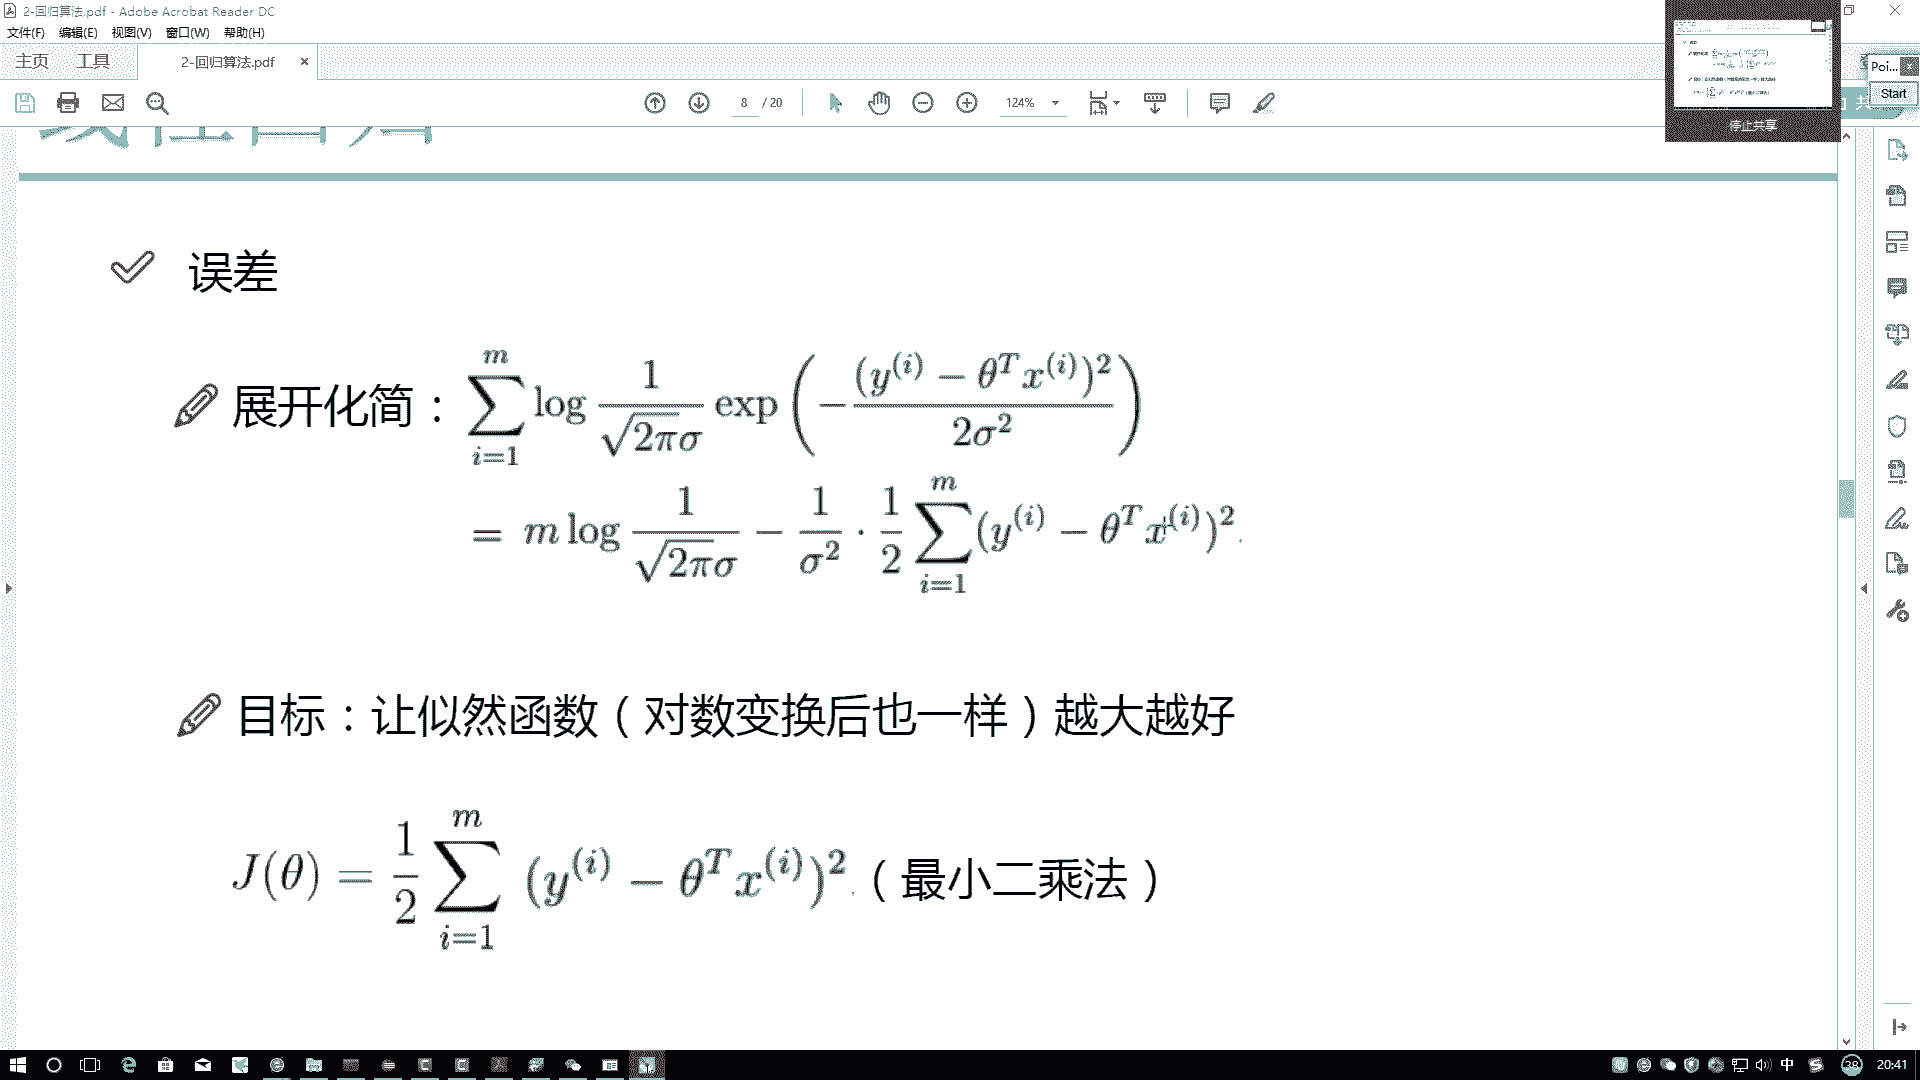 2-回归算法.pdf - Adobe Acrobat Reader DC
文件(F) 编辑(E) 视图(V) 窗口(W) 帮助(H)
主页 工具 2-回归算法.pdf ×
8 / 20 124%
Poi... x
Start
停止共享
线性回归
误差
展开化简：$\sum_{i=1}^{m} \log \frac{1}{\sqrt{2\pi}\sigma} \exp\left(-\frac{(y^{(i)} - \theta^T x^{(i)})^2}{2\sigma^2}\right)$
$= m \log \frac{1}{\sqrt{2\pi}\sigma} - \frac{1}{\sigma^2} \cdot \frac{1}{2} \sum_{i=1}^{m} (y^{(i)} - \theta^T x^{(i)})^2.$
目标：让似然函数（对数变换后也一样）越大越好
$J(\theta) = \frac{1}{2} \sum_{i=1}^{m} (y^{(i)} - \theta^T x^{(i)})^2.$（最小二乘法）
中 38 20:41